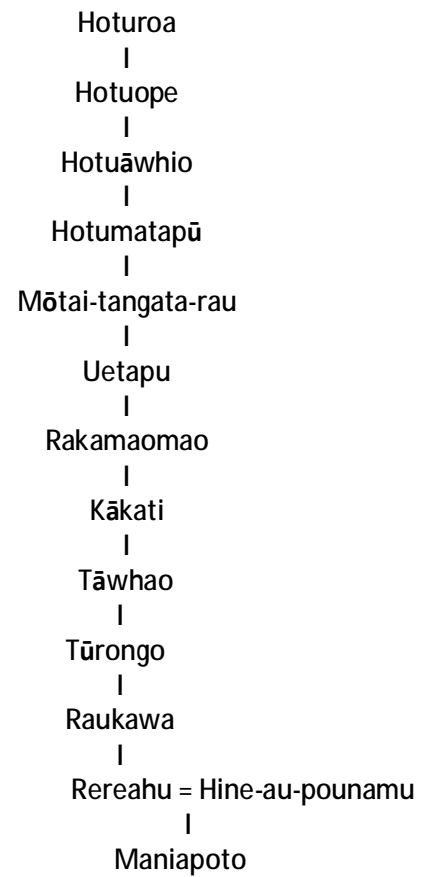 Hoturoa
Hotuope
Hotuāwhio
Hotumatapū
Mōtai-tangata-rau
Uetapu
Rakamaomao
Kākati
Tāwhao
Tūrongo
Raukawa
Rereahu = Hine-au-pounamu
Maniapoto